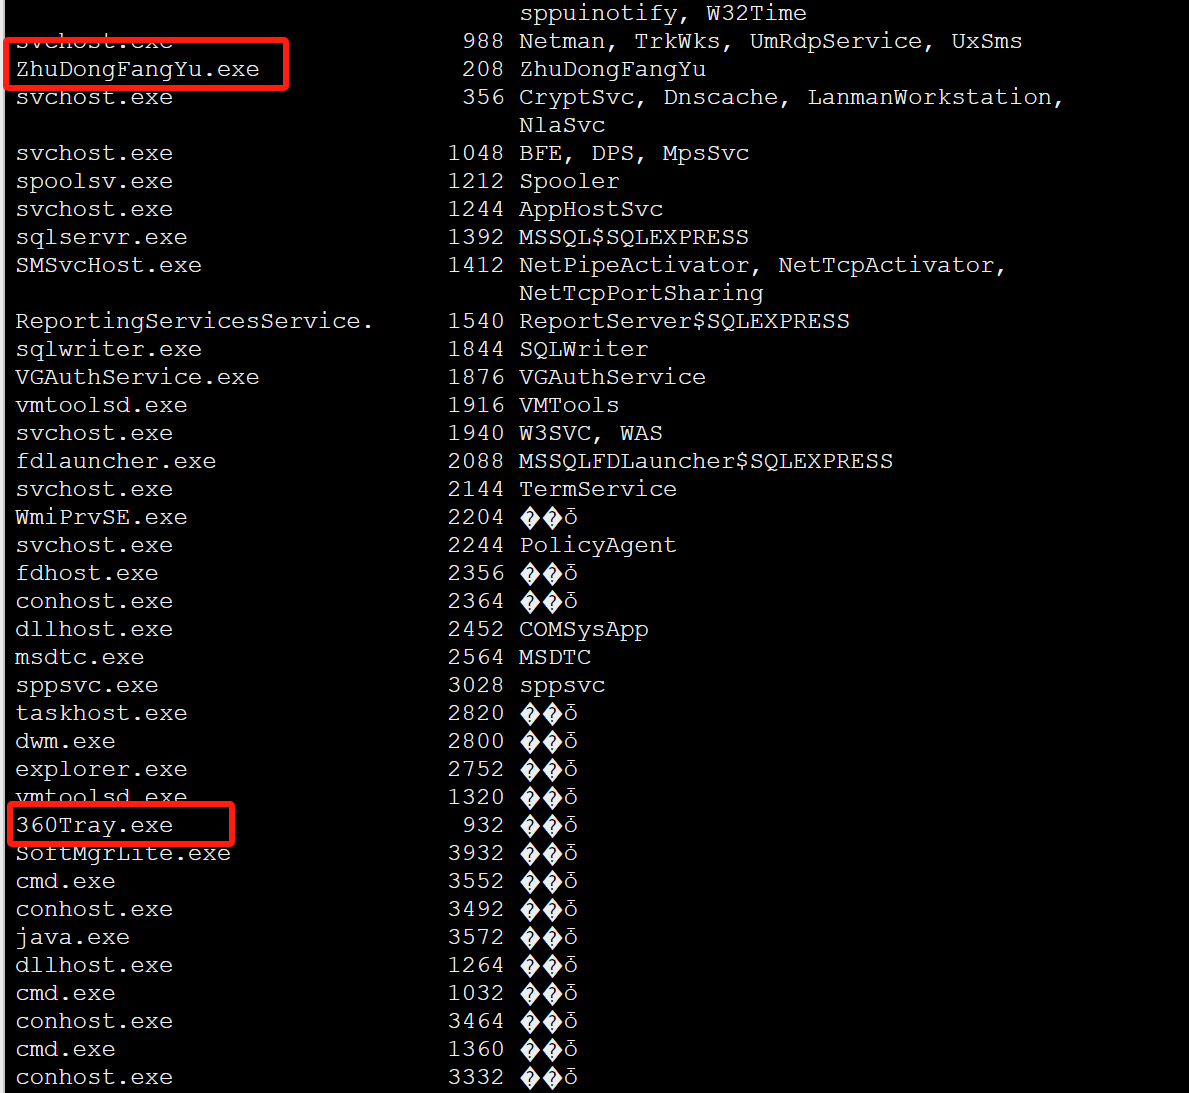 sppuinotify, W32Time
svchost.exe 988 Netman, TrkWks, UmRdpService, UxSms
ZhuDongFangYu.exe 208 ZhuDongFangYu
svchost.exe 356 CryptSvc, Dnscache, LanmanWorkstation,
NlaSvc
svchost.exe 1048 BFE, DPS, MpsSvc
spoolsv.exe 1212 Spooler
svchost.exe 1244 AppHostSvc
sqlservr.exe 1392 MSSQL$SQLEXPRESS
SMSvcHost.exe 1412 NetPipeActivator, NetTcpActivator,
NetTcpPortSharing
ReportingServicesService. 1540 ReportServer$SQLEXPRESS
sqlwriter.exe 1844 SQLWriter
VGAuthService.exe 1876 VGAuthService
vmtoolsd.exe 1916 VMTools
svchost.exe 1940 W3SVC, WAS
fdlauncher.exe 2088 MSSQLFDLauncher$SQLEXPRESS
svchost.exe 2144 TermService
WmiPrvSE.exe 2204 ��ȱ
svchost.exe 2244 PolicyAgent
fdhost.exe 2356 ��ȱ
conhost.exe 2364 ��ȱ
dllhost.exe 2452 COMSysApp
msdtc.exe 2564 MSDTC
sppsvc.exe 3028 sppsvc
taskhost.exe 2820 ��ȱ
dwm.exe 2800 ��ȱ
explorer.exe 2752 ��ȱ
vmtoolsd.exe 1320 ��ȱ
360Tray.exe 932 ��ȱ
SoftMgrLite.exe 3932 ��ȱ
cmd.exe 3552 ��ȱ
conhost.exe 3492 ��ȱ
java.exe 3572 ��ȱ
dllhost.exe 1264 ��ȱ
cmd.exe 1032 ��ȱ
conhost.exe 3464 ��ȱ
cmd.exe 1360 ��ȱ
conhost.exe 3332 ��ȱ